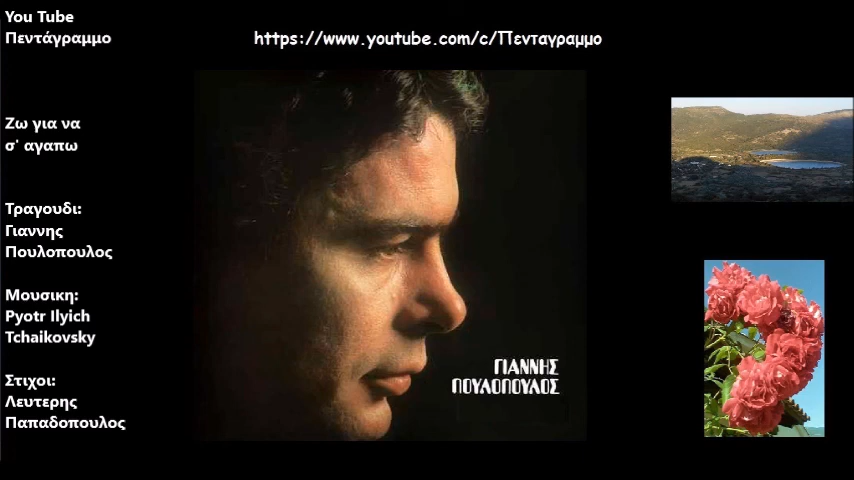 You Tube
Πεντάγραμμο
https://www.youtube.com/c/Πενταγραμμο
Ζω για να
σ' αγαπω
Τραγουδι:
Γιαννης
Πουλοπουλος
Μουσικη:
Pyotr Ilyich
Tchaikovsky
Στιχοι:
Λευτερης
Παπαδοπουλος
ΓΙΑΝΝΗΣ
ΠΟΥΛΟΠΟΥΛΟΣ